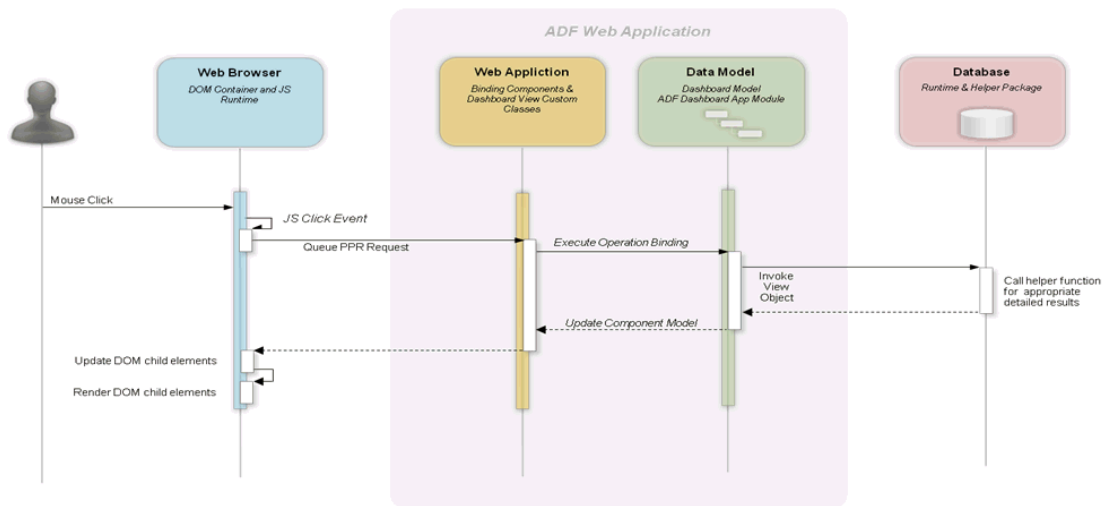 ADF Web Application
Web Browser
DOM Container and JS
Runtime
Web Appliction
Binding Components &
Dashboard View Custom
Classes
Data Model
Dashboard Model
ADF Dashboard App Module
Database
Runtime & Helper Package
Mouse Click
JS Click Event
Queue PPR Request
Execute Operation Binding
Invoke
View
Object
Call helper function
for appropriate
detailed results
Update Component Model
Update DOM child elements
Render DOM child elements